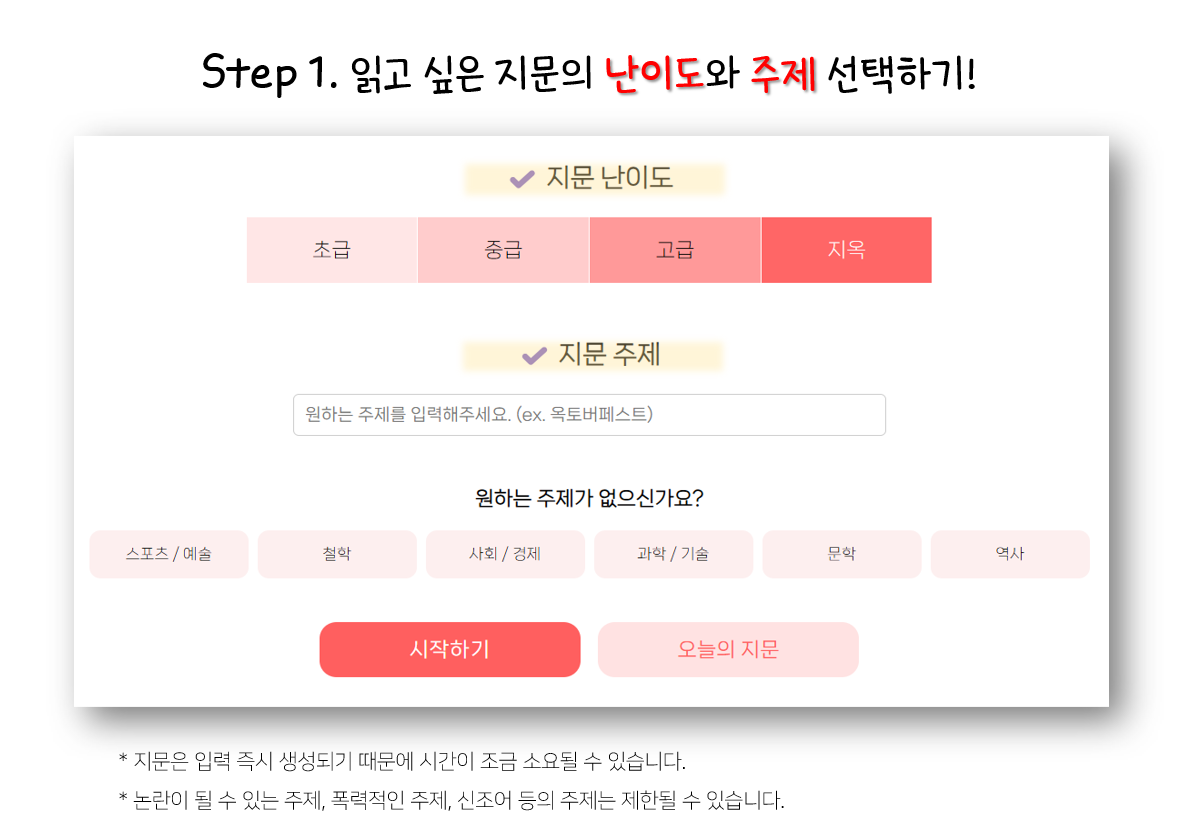 Step 1. 읽고 싶은 지문의 난이도와 주제 선택하기!
지문 난이도
초급 중급 고급 지옥
지문 주제
원하는 주제를 입력해주세요. (ex. 옥토버페스트)
원하는 주제가 없으신가요?
스포츠 / 예술 철학 사회 / 경제 과학 / 기술 문학 역사
시작하기 오늘의 지문
* 지문은 입력 즉시 생성되기 때문에 시간이 조금 소요될 수 있습니다.
* 논란이 될 수 있는 주제, 폭력적인 주제, 신조어 등의 주제는 제한될 수 있습니다.